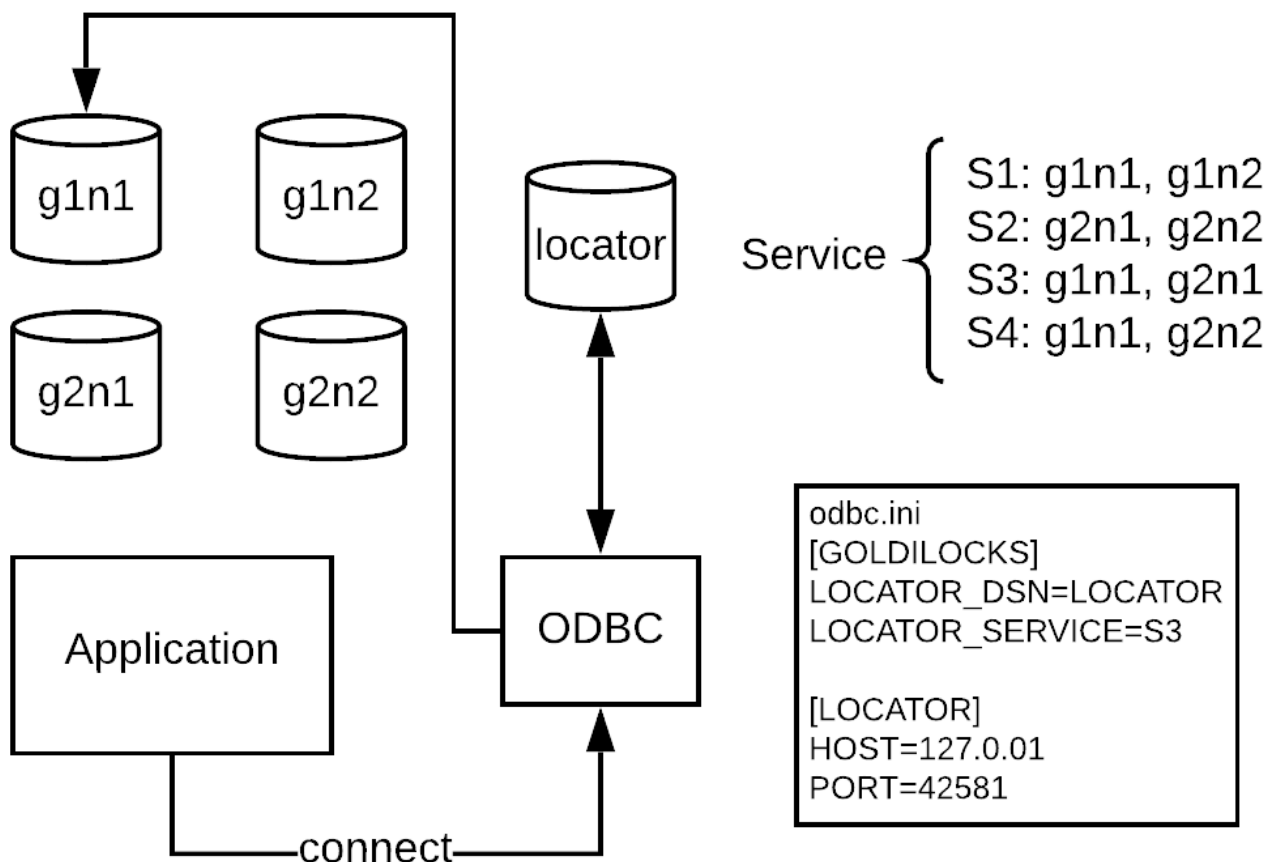 g1n1
g1n2
g2n1
g2n2
locator
Service
S1: g1n1, g1n2
S2: g2n1, g2n2
S3: g1n1, g2n1
S4: g1n1, g2n2
Application
ODBC
connect
odbc.ini
[GOLDILOCKS]
LOCATOR_DSN=LOCATOR
LOCATOR_SERVICE=S3
[LOCATOR]
HOST=127.0.01
PORT=42581